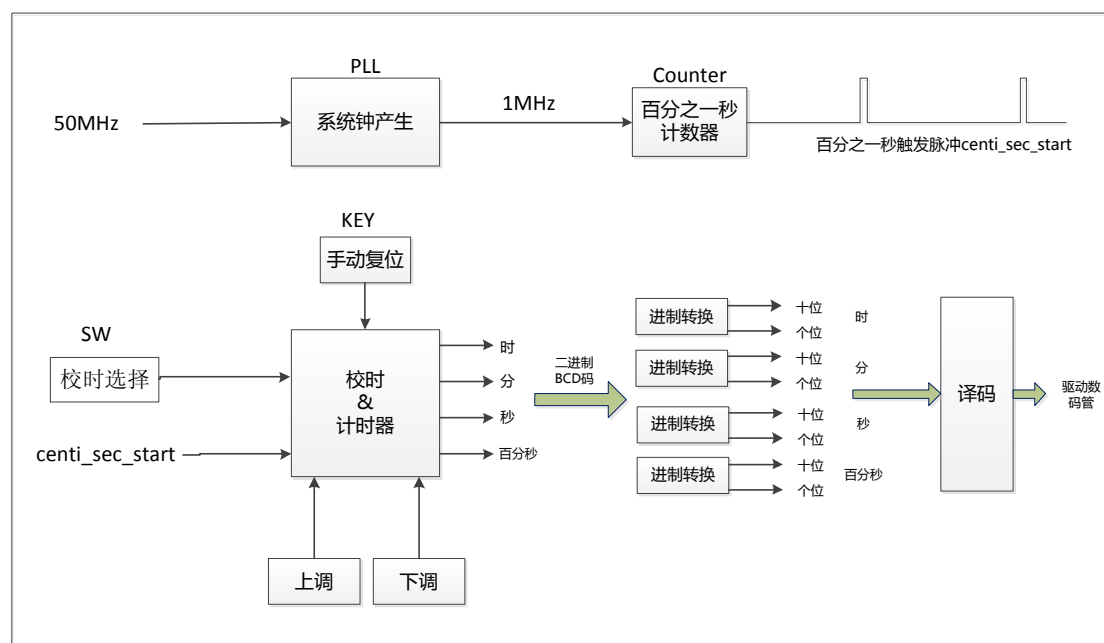 PLL
Counter
50MHz
系统钟产生
1MHz
百分之一秒
计数器
百分之一秒触发脉冲centi_sec_start
KEY
手动复位
SW
校时选择
centi_sec_start
校时
&
计时器
时
分
秒
百分秒
上调
下调
二进制
BCD码
进制转换
十位
个位
时
进制转换
十位
个位
分
进制转换
十位
个位
秒
进制转换
十位
个位
百分秒
译码
驱动数
码管